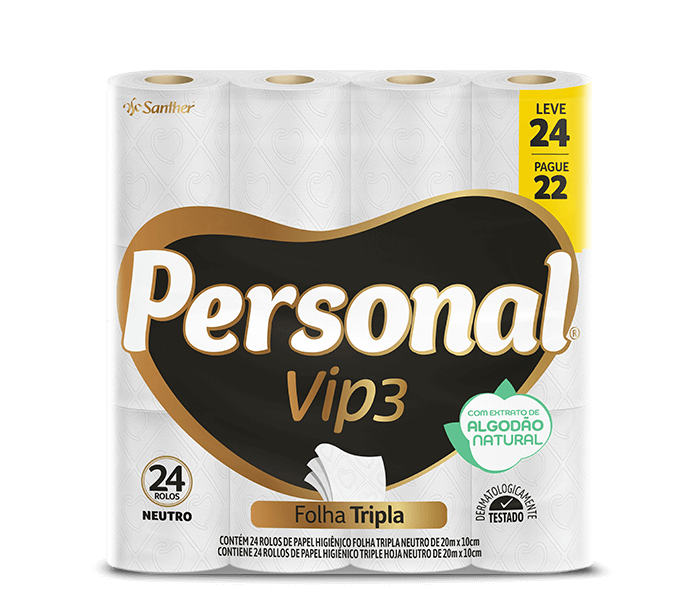 Santher
LEVE
24
PAGUE
22
Personal®
Vip3
COM EXTRATO DE
ALGODÃO
NATURAL
24
ROLOS
NEUTRO
Folha Tripla
DERMATOLOGICAMENTE
TESTADO
CONTÉM 24 ROLOS DE PAPEL HIGIÊNICO FOLHA TRIPLA NEUTRO DE 20m x 10cm
CONTIENE 24 ROLLOS DE PAPEL HIGIÉNICO TRIPLE HOJA NEUTRO DE 20m x 10cm